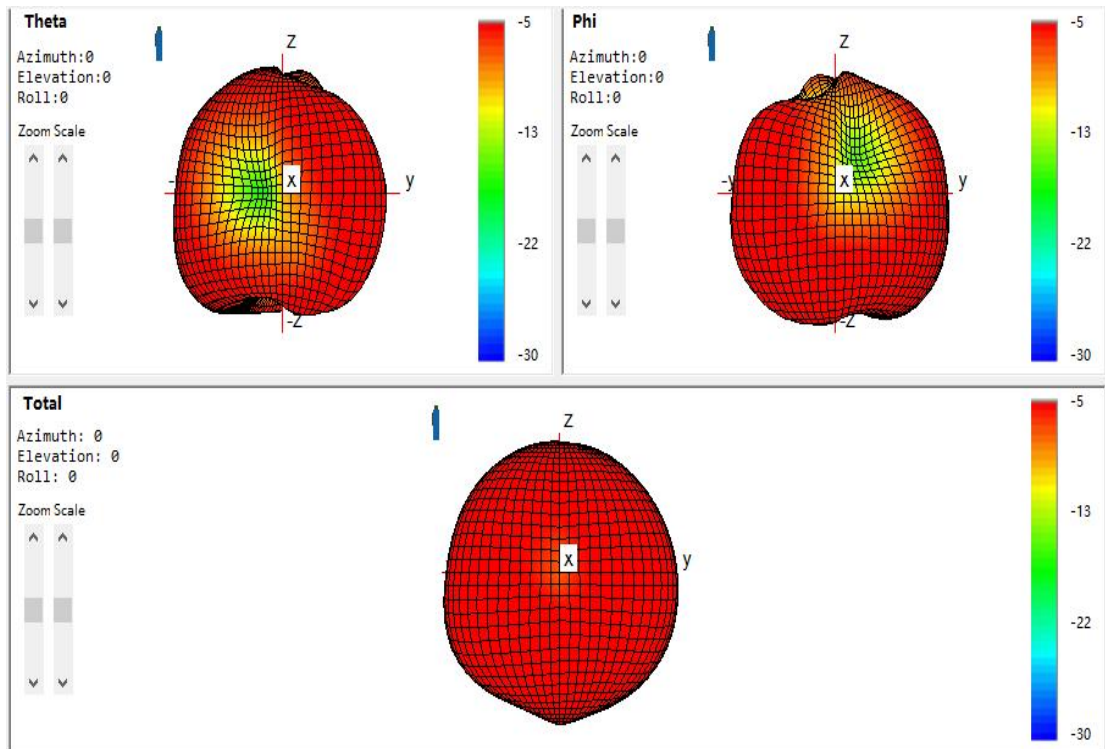 Theta
Azimuth:0
Elevation:0
Roll:0
Zoom Scale
Z
X
y
-Z
-5
-13
-22
-30
Phi
Azimuth:0
Elevation:0
Roll:0
Zoom Scale
Z
-y
X
y
-Z
-5
-13
-22
-30
Total
Azimuth: 0
Elevation: 0
Roll: 0
Zoom Scale
Z
X
y
-5
-13
-22
-30